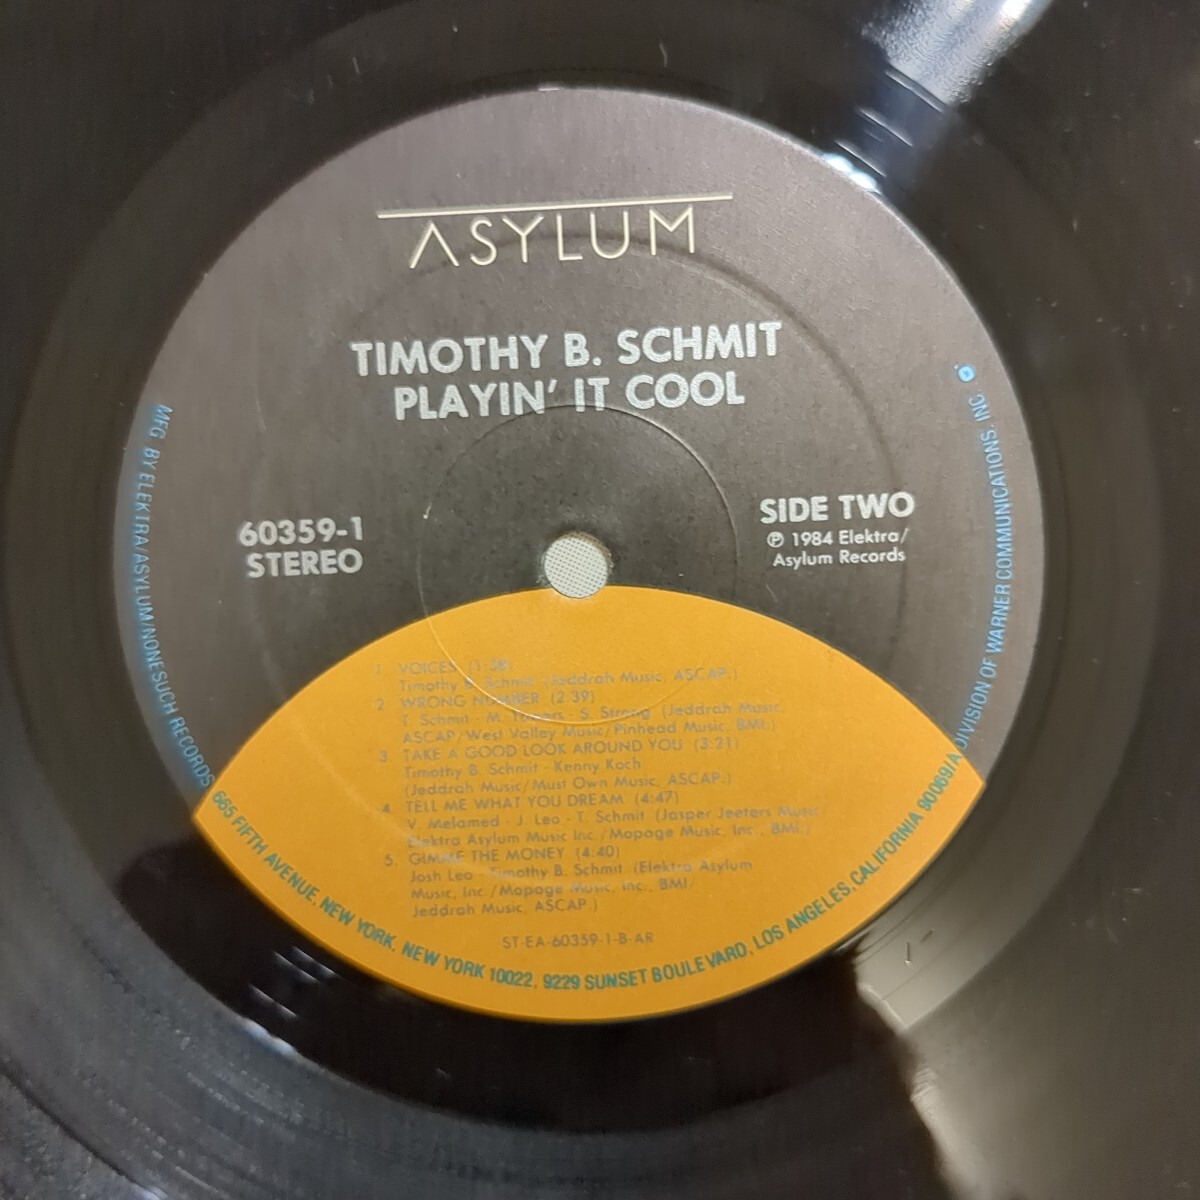 ASYLUM
TIMOTHY B. SCHMIT
PLAYIN' IT COOL
60359-1
STEREO
SIDE TWO
℗ 1984 Elektra/
Asylum Records
1. VOICES (1:38)
Timothy B. Schmit (Jeddrah Music, ASCAP.)
2. WRONG NUMBER (2:39)
T. Schmit - M. - S. Strong (Jeddrah Music,
ASCAP/West Valley Music/Pinhead Music, BMI.)
3. TAKE A GOOD LOOK AROUND YOU (3:21)
Timothy B. Schmit - Kenny Koch
(Jeddrah Music/Must Own Music, ASCAP.)
4. TELL ME WHAT YOU DREAM (4:47)
V. Melamed - J. Leo - T. Schmit (Jasper Jeeters Music
Elektra Asylum Music Inc./Mopage Music, Inc., BMI.)
5. GIMME THE MONEY (4:40)
Josh Leo - Timothy B. Schmit (Elektra Asylum
Music, Inc./Mopage Music, Inc., BMI/
Jeddrah Music, ASCAP.)
ST-EA-60359-1-B-AR
MFG BY ELEKTRA/ASYLUM/NONESUCH RECORDS, 665 FIFTH AVENUE, NEW YORK, NEW YORK 10022, 9229 SUNSET BOULEVARD, LOS ANGELES, CALIFORNIA 90069/A DIVISION OF WARNER COMMUNICATIONS, INC.